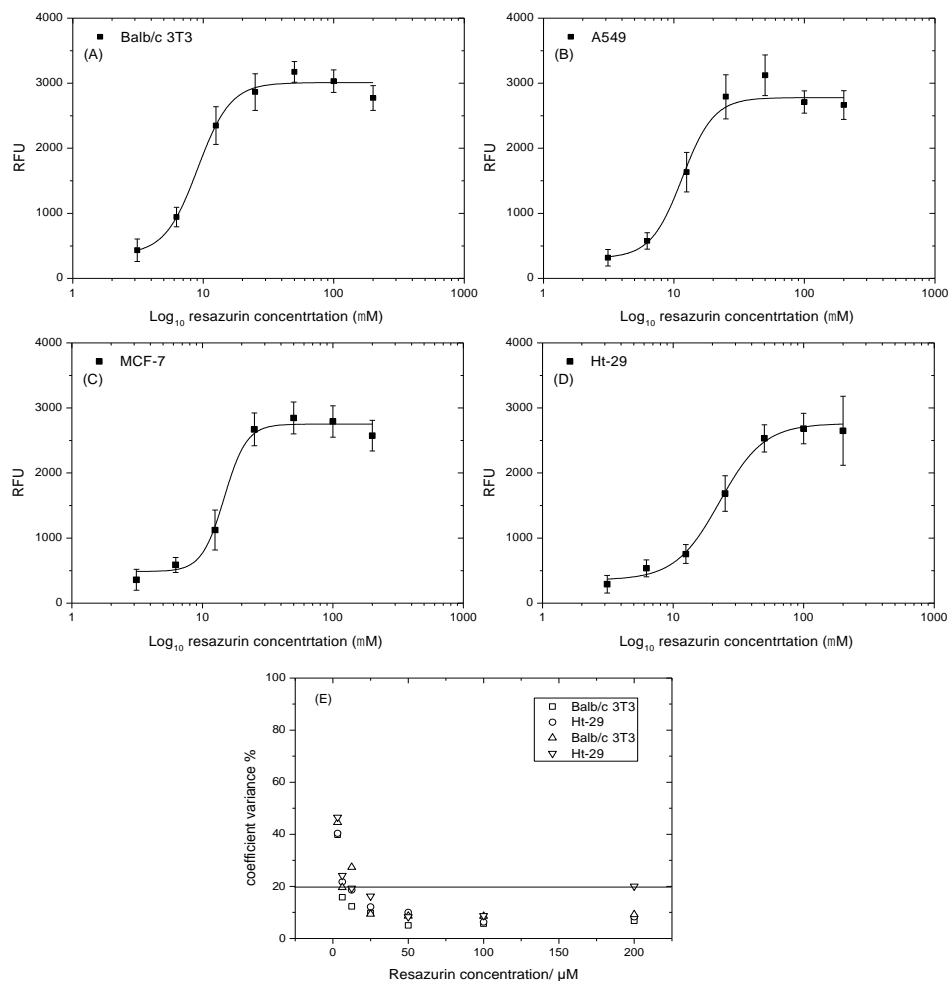 4000
3000
2000
1000
0
RFU
(A)
Balb/c 3T3
1 10 100 1000
Log10 resazurin concentrtation (mM)
4000
3000
2000
1000
0
RFU
(B)
A549
1 10 100 1000
Log10 resazurin concentrtation (mM)
4000
3000
2000
1000
0
RFU
(C)
MCF-7
1 10 100 1000
Log10 resazurin concentrtation (mM)
4000
3000
2000
1000
0
RFU
(D)
Ht-29
1 10 100 1000
Log10 resazurin concentrtation (mM)
100
80
60
40
20
0
coefficient variance %
(E)
Balb/c 3T3
Ht-29
Balb/c 3T3
Ht-29
0 50 100 150 200
Resazurin concentration/ µM